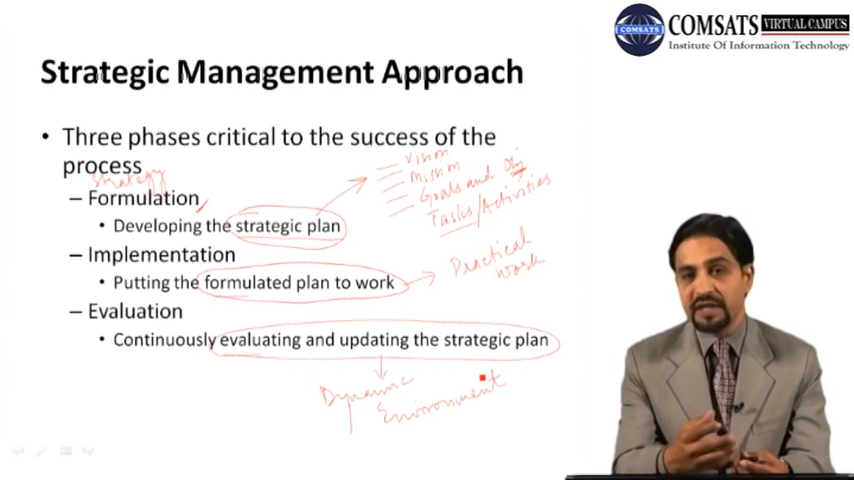 COMSATS
COMSATS VIRTUAL CAMPUS
Institute Of Information Technology
Strategic Management Approach
• Three phases critical to the success of the
process
Strategy
– Formulation
• Developing the strategic plan
Vision
Mission
Goals and Obj
Tasks/Activities
– Implementation
• Putting the formulated plan to work
Practical
work
– Evaluation
• Continuously evaluating and updating the strategic plan
Dynamic
Environment